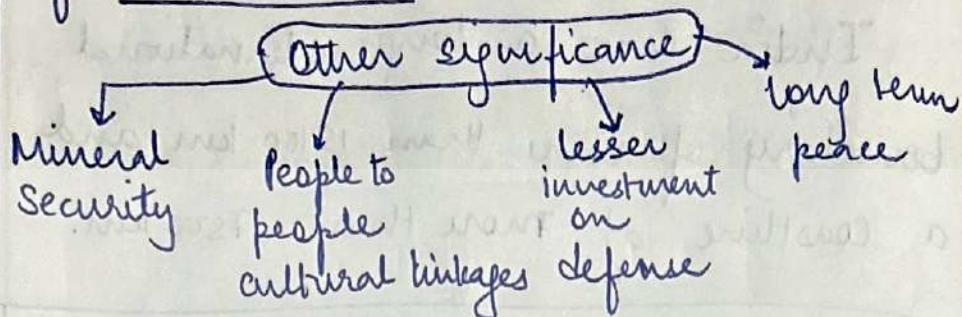 Other significance
Mineral
Security
People to
people
cultural linkages
lesser
investment
on
defense
long term
peace